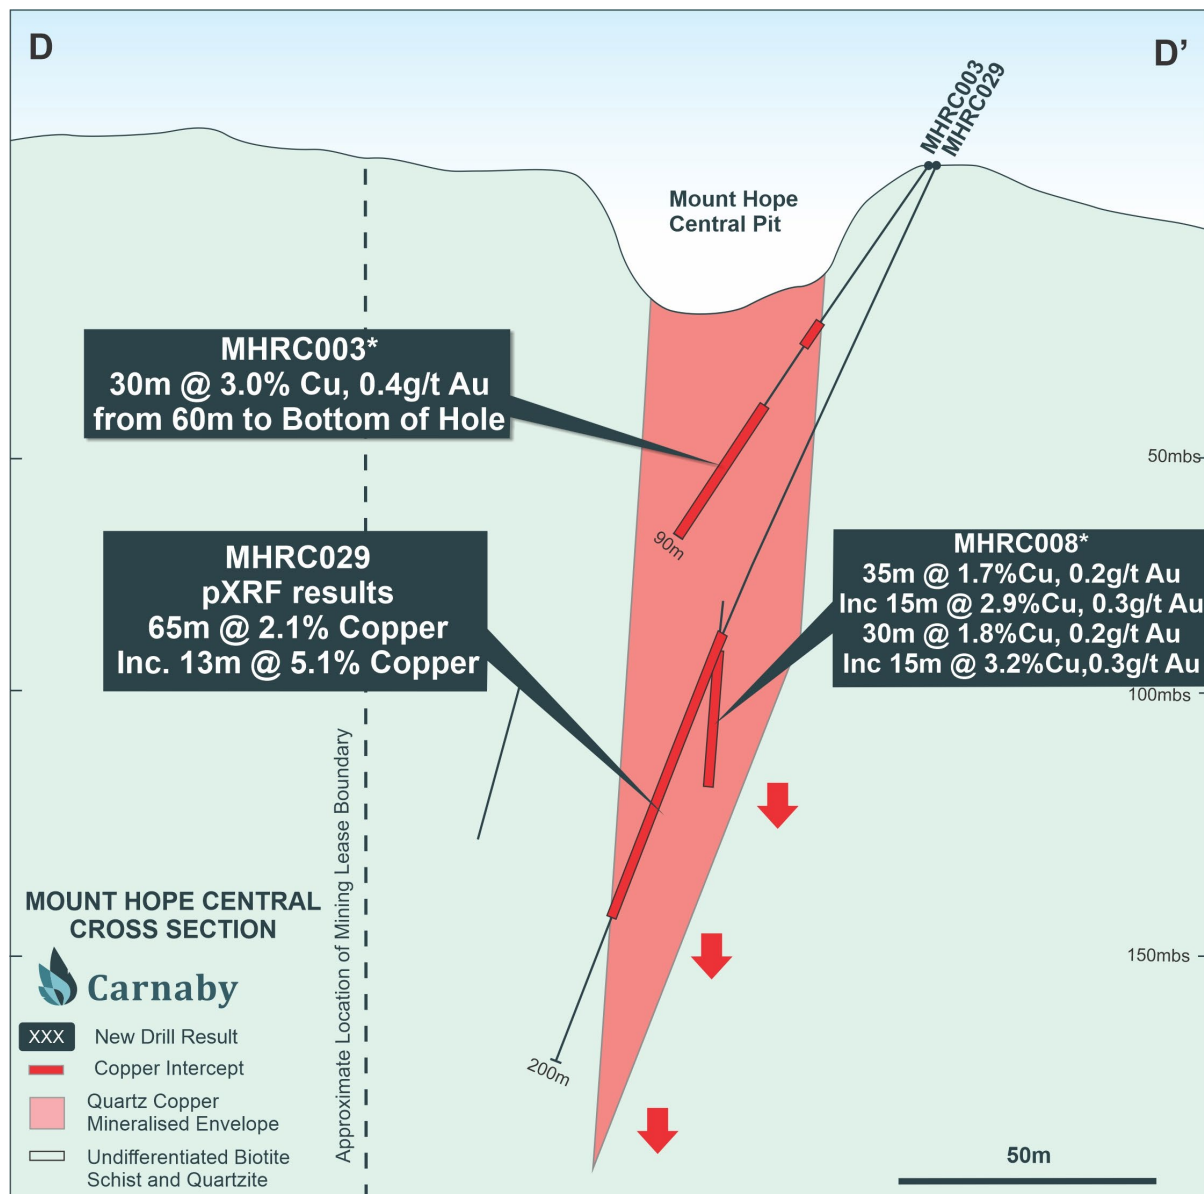 D
D'
MHRC003
MHRC029
Mount Hope
Central Pit
MHRC003*
30m @ 3.0% Cu, 0.4g/t Au
from 60m to Bottom of Hole
50mbs
90m
MHRC029
pXRF results
65m @ 2.1% Copper
Inc. 13m @ 5.1% Copper
MHRC008*
35m @ 1.7%Cu, 0.2g/t Au
Inc 15m @ 2.9%Cu, 0.3g/t Au
30m @ 1.8%Cu, 0.2g/t Au
Inc 15m @ 3.2%Cu,0.3g/t Au
100mbs
Approximate Location of Mining Lease Boundary
150mbs
200m
MOUNT HOPE CENTRAL
CROSS SECTION
Carnaby
XXX New Drill Result
Copper Intercept
Quartz Copper
Mineralised Envelope
Undifferentiated Biotite
Schist and Quartzite
50m